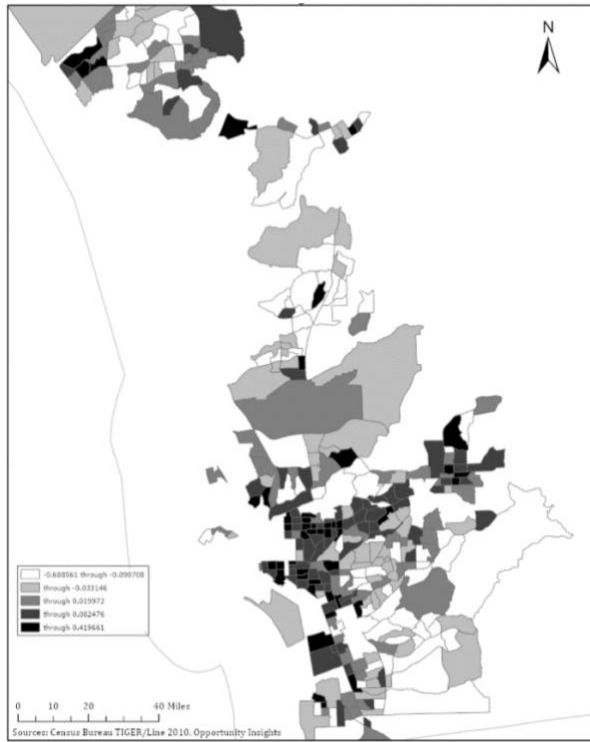 N
-0.688561 through -0.090708
through -0.033146
through 0.019972
through 0.082476
through 0.419661
0 10 20 40 Miles
Sources: Census Bureau TIGER/Line 2010, Opportunity Insights